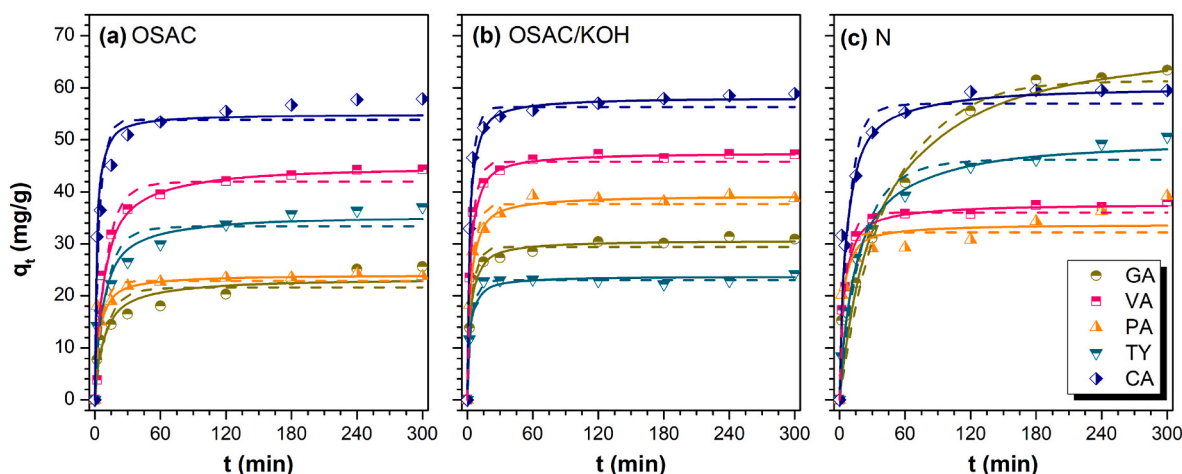 (a) OSAC
(b) OSAC/KOH
(c) N
q_t (mg/g)
70
60
50
40
30
20
10
0
0 60 120 180 240 300
0 60 120 180 240 300
0 60 120 180 240 300
t (min)
t (min)
t (min)
GA
VA
PA
TY
CA